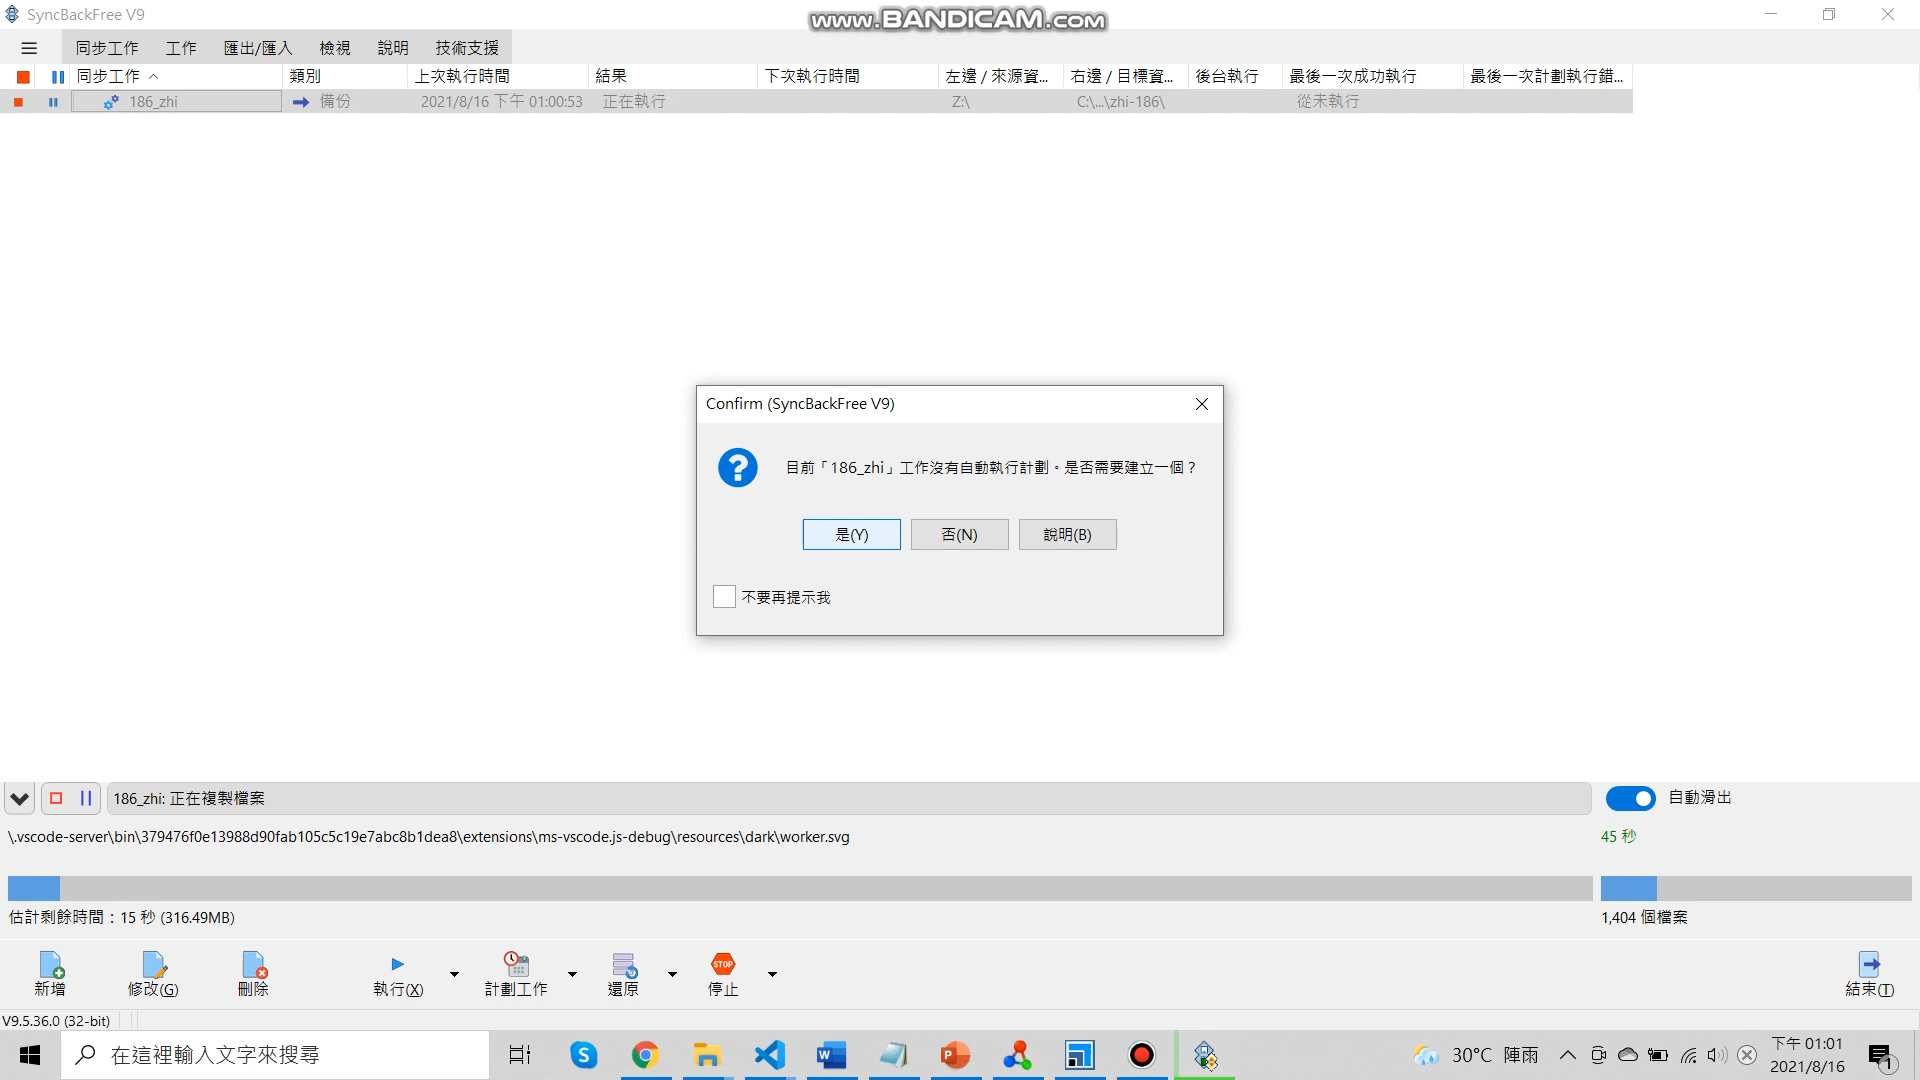 SyncBackFree V9
www.BANDICAM.com
同步工作 工作 匯出/匯入 檢視 說明 技術支援
同步工作 類別 上次執行時間 結果 下次執行時間 左邊 / 來源資... 右邊 / 目標資... 後台執行 最後一次成功執行 最後一次計劃執行錯...
186_zhi 備份 2021/8/16 下午 01:00:53 正在執行 Z:\ C:\...\zhi-186\ 從未執行
Confirm (SyncBackFree V9)
目前「186_zhi」工作沒有自動執行計劃。是否需要建立一個？
是(Y) 否(N) 說明(B)
不要再提示我
186_zhi: 正在複製檔案 自動滑出
\.vscode-server\bin\379476f0e13988d90fab105c5c19e7abc8b1dea8\extensions\ms-vscode.js-debug\resources\dark\worker.svg 45 秒
估計剩餘時間：15 秒 (316.49MB) 1,404 個檔案
新增 修改(G) 刪除 執行(X) 計劃工作 還原 STOP 停止 結束(T)
V9.5.36.0 (32-bit)
在這裡輸入文字來搜尋 30°C 陣雨 下午 01:01
2021/8/16 1